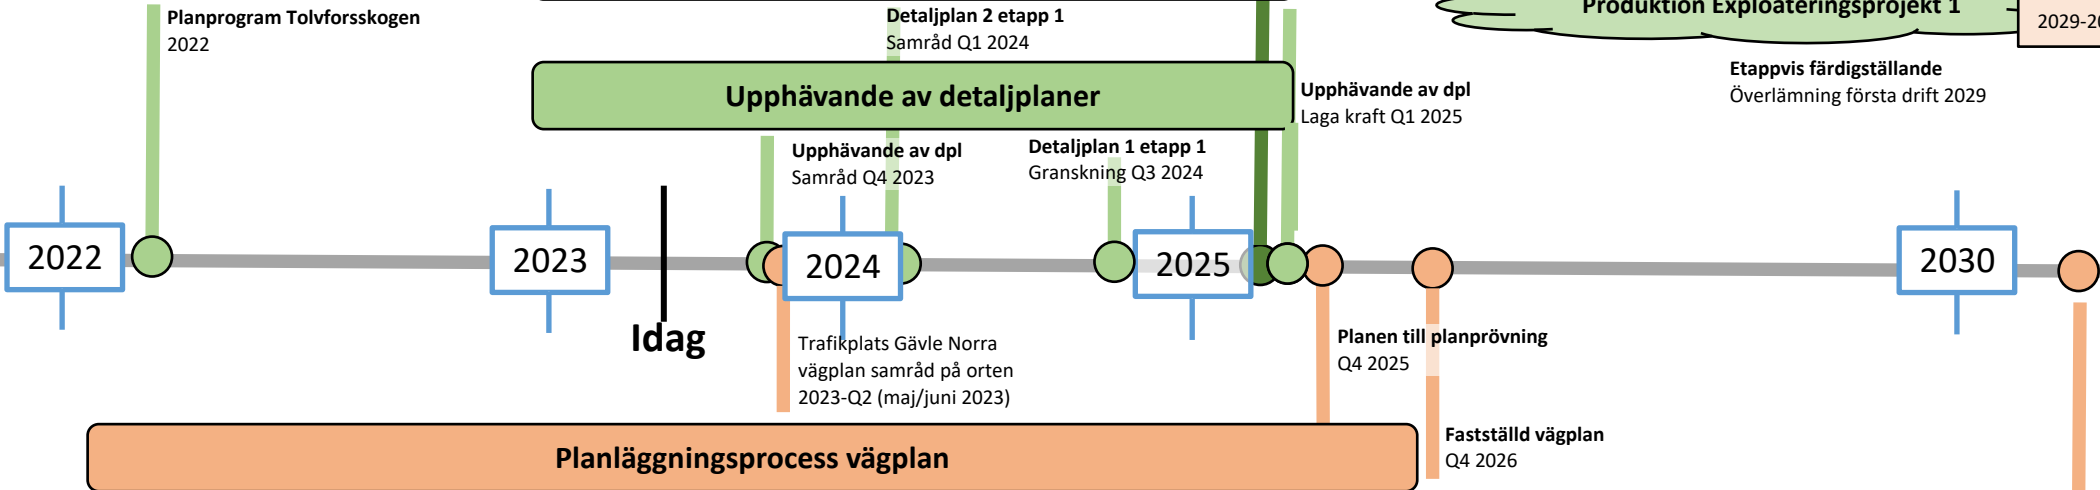 Planprogram Tolvforsskogen
2022
Detaljplan 2 etapp 1
Samråd Q1 2024
Produktion Exploateringsprojekt 1
Etappvis färdigställande
Överlämning första drift 2029
Upphävande av detaljplaner
Upphävande av dpl
Laga kraft Q1 2025
Upphävande av dpl
Samråd Q4 2023
Detaljplan 1 etapp 1
Granskning Q3 2024
2022
2023
2024
2025
2030
Idag
Trafikplats Gävle Norra
vägplan samråd på orten
2023-Q2 (maj/juni 2023)
Planen till planprövning
Q4 2025
Fastställd vägplan
Q4 2026
Planläggningsprocess vägplan